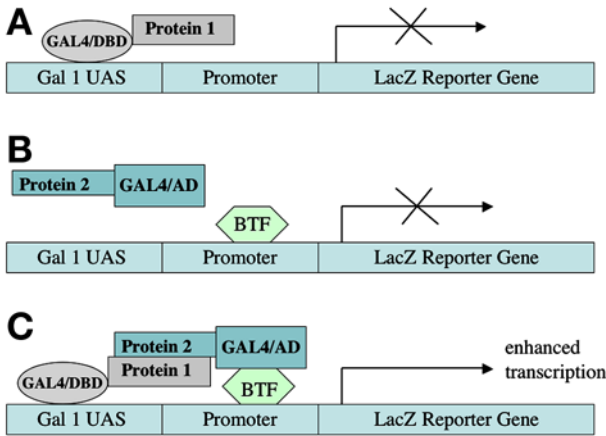 A
GAL4/DBD Protein 1
Gal 1 UAS Promoter LacZ Reporter Gene
B
Protein 2 GAL4/AD
BTF
Gal 1 UAS Promoter LacZ Reporter Gene
C
Protein 2 GAL4/AD
enhanced
transcription
GAL4/DBD Protein 1
BTF
Gal 1 UAS Promoter LacZ Reporter Gene